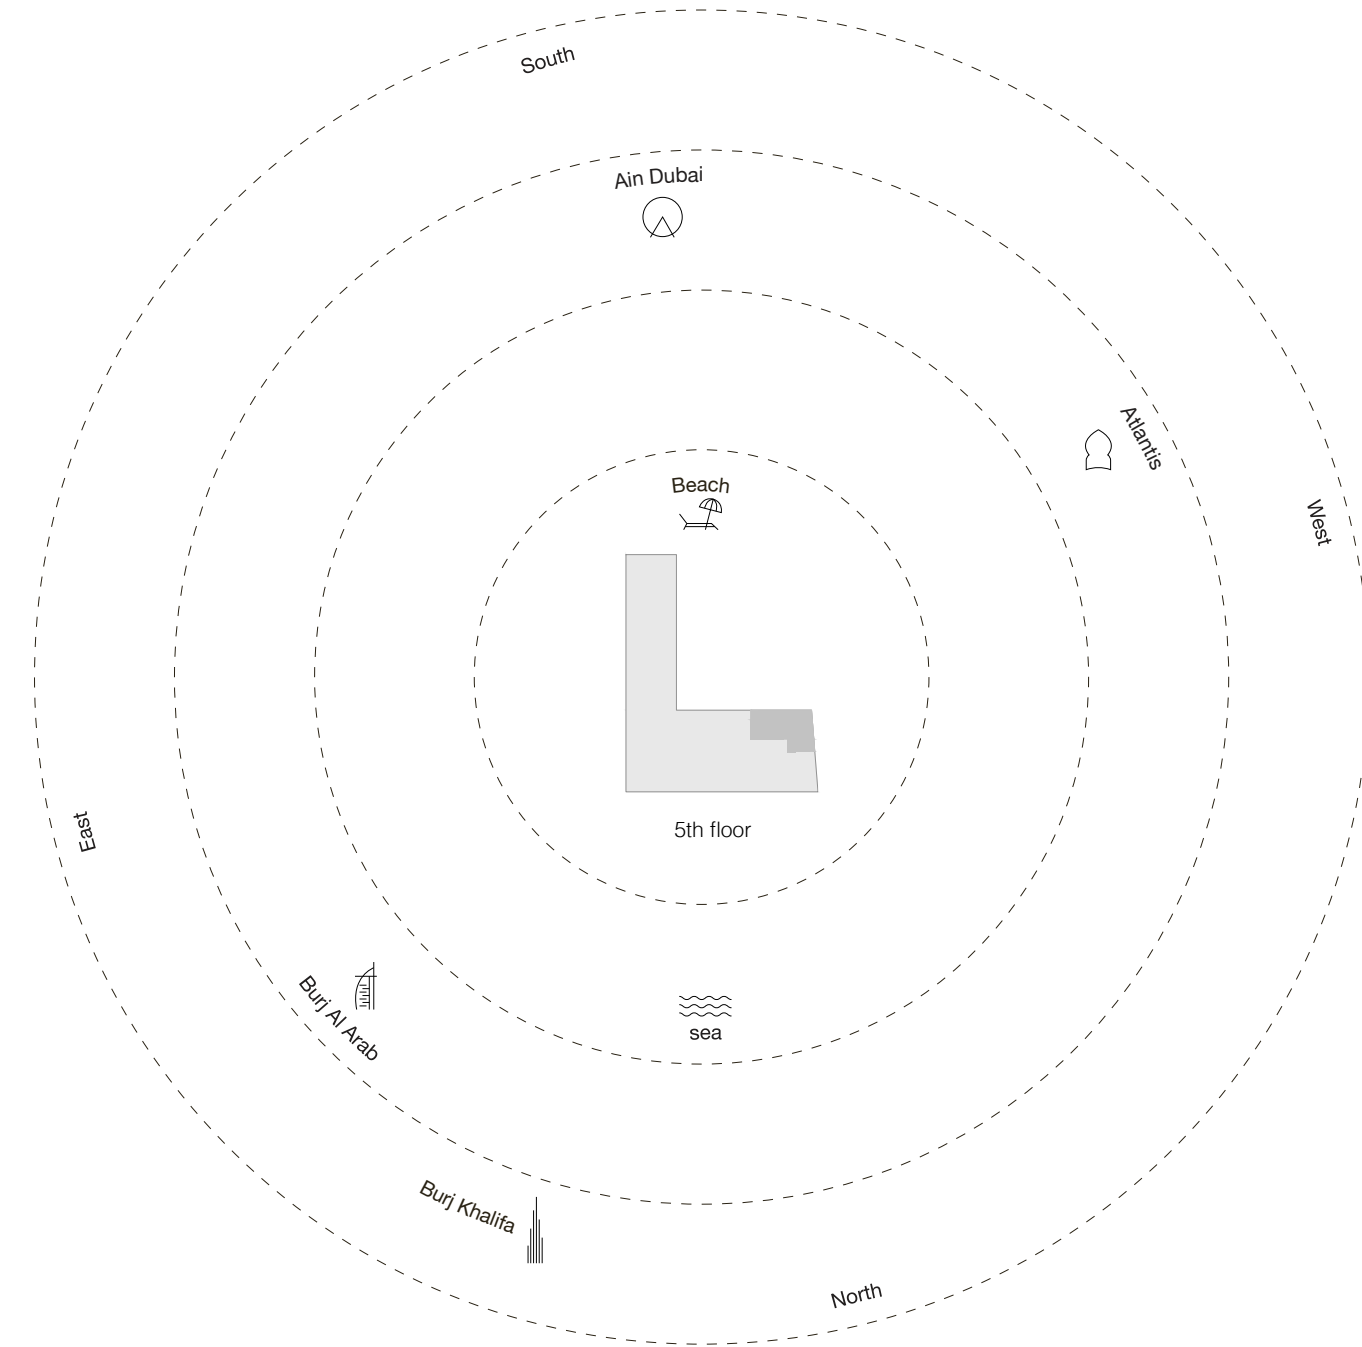 South
Ain Dubai
Atlantis
Beach
West
5th floor
East
Burj Al Arab
sea
Burj Khalifa
North